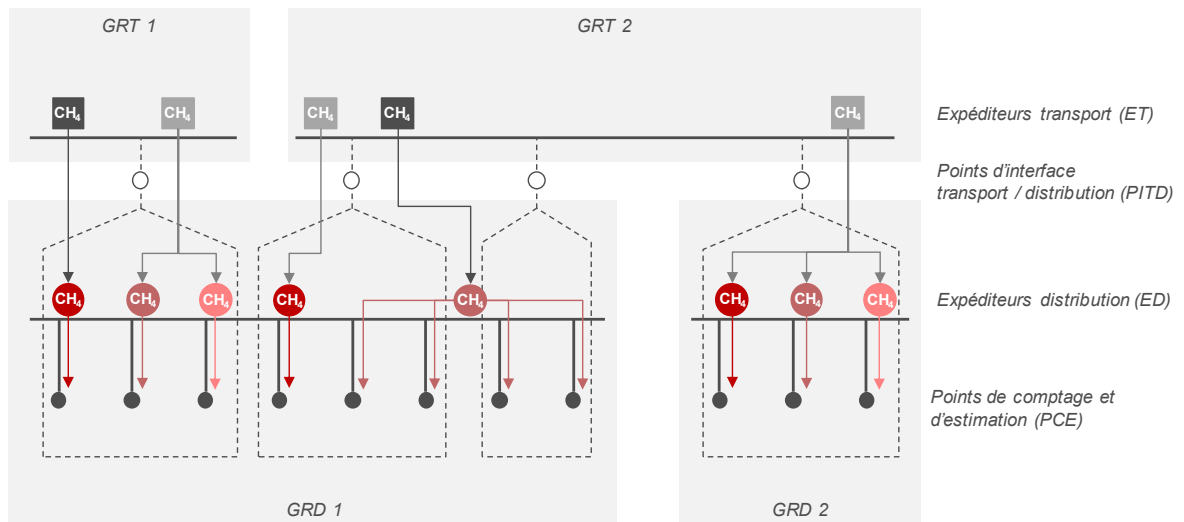 GRT 1
GRT 2
CH₄
CH₄
CH₄
CH₄
CH₄
Expéditeurs transport (ET)
Points d'interface
transport / distribution (PITD)
CH₄
CH₄
CH₄
CH₄
CH₄
CH₄
CH₄
CH₄
Expéditeurs distribution (ED)
Points de comptage et
d'estimation (PCE)
GRD 1
GRD 2